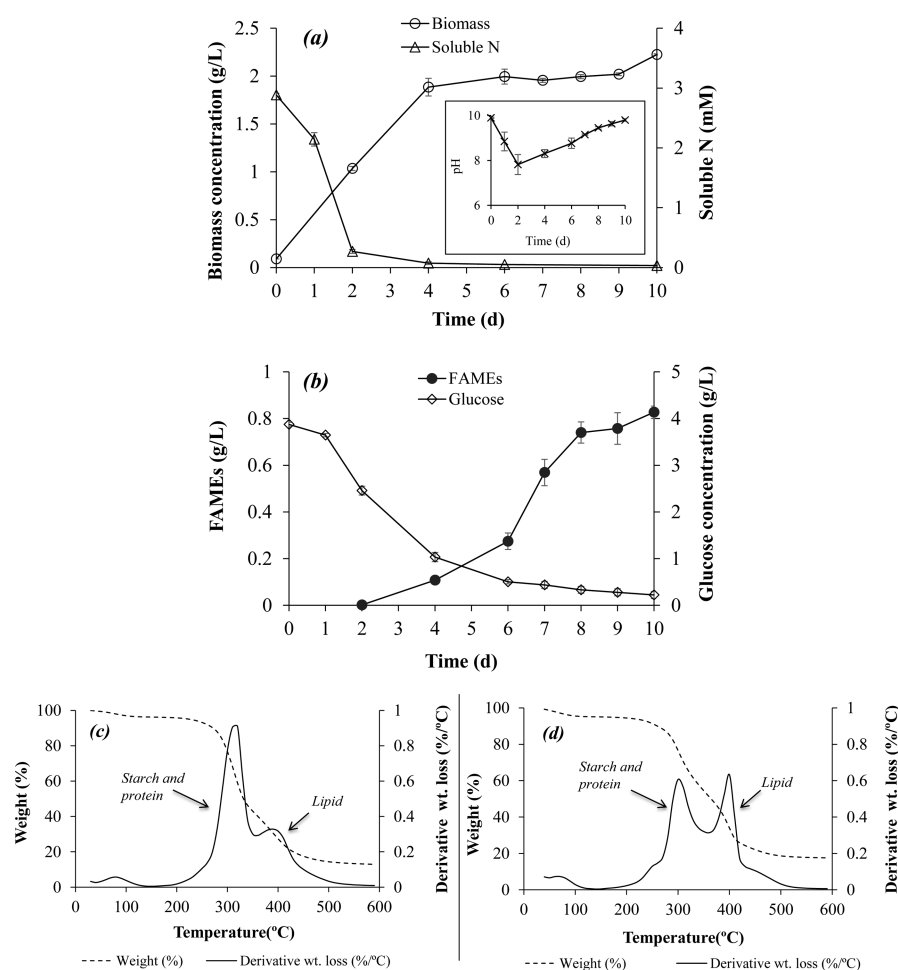 (a)
Biomass
Soluble N
Biomass concentration (g/L)
2.5
2
1.5
1
0.5
0
4
3
2
1
0
Soluble N (mM)
0 1 2 4 6 7 8 9 10
Time (d)
pH
10
8
6
0 2 4 6 8 10
Time (d)
(b)
FAMEs
Glucose
FAMEs (g/L)
1
0.8
0.6
0.4
0.2
0
5
4
3
2
1
0
Glucose concentration (g/L)
0 1 2 3 4 5 6 7 8 9 10
Time (d)
(c)
Weight (%)
100
80
60
40
20
0
Starch and
protein
Lipid
1
0.8
0.6
0.4
0.2
0
Derivative wt. loss (%/ºC)
0 100 200 300 400 500 600
Temperature(ºC)
Weight (%) Derivative wt. loss (%/ºC)
(d)
Weight (%)
100
80
60
40
20
0
Starch and
protein
Lipid
1
0.8
0.6
0.4
0.2
0
Derivative wt. loss (%/ºC)
0 100 200 300 400 500 600
Temperature(ºC)
Weight (%) Derivative wt. loss (%/ºC)